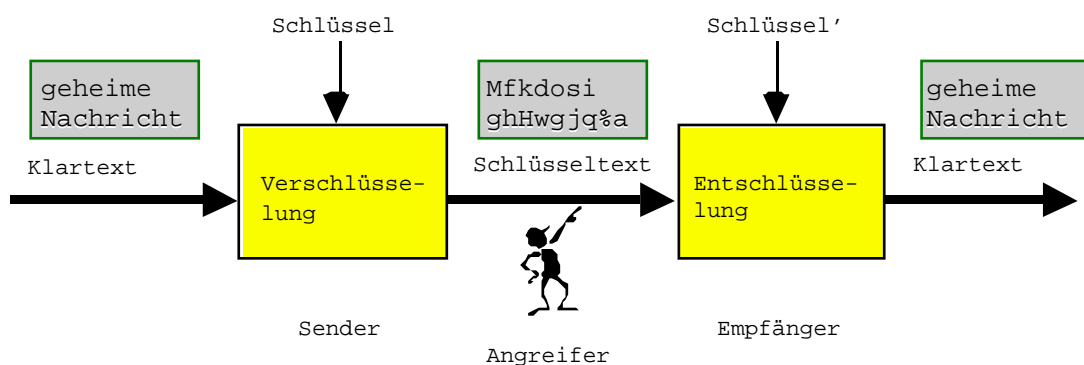 Schlüssel
Schlüssel’
geheime
Nachricht
Mfkdosi
ghHwgjq%a
geheime
Nachricht
Klartext
Schlüsseltext
Klartext
Verschlüsse-
lung
Entschlüsse-
lung
Sender
Angreifer
Empfänger